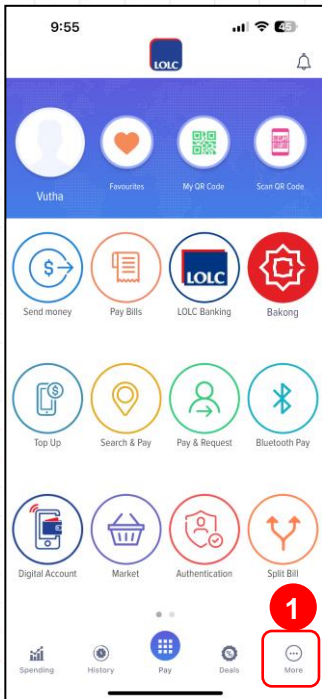 9:55
45
LOLC
Vutha
Favourites
My QR Code
Scan QR Code
$
LOLC
Send money
Pay Bills
LOLC Banking
Bakong
$
Top Up
Search & Pay
Pay & Request
Bluetooth Pay
Digital Account
Market
Authentication
Split Bill
1
Spending
History
Pay
Deals
More